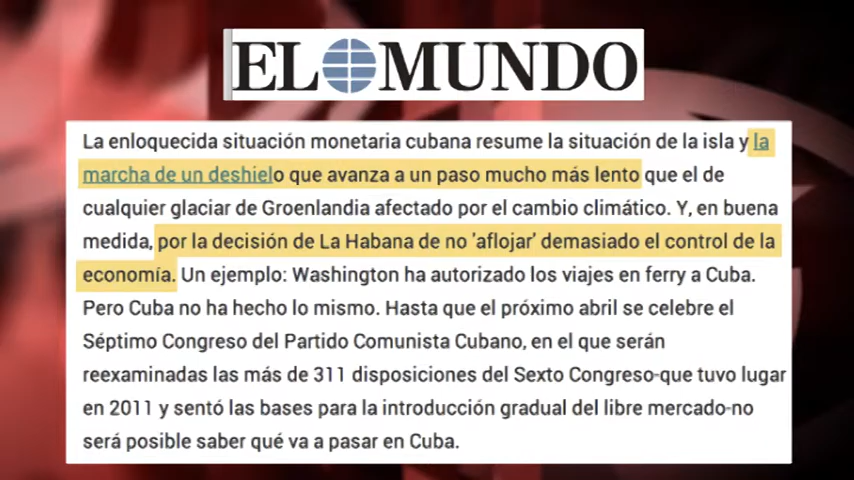 EL MUNDO
La enloquecida situación monetaria cubana resume la situación de la isla y la
marcha de un deshielo que avanza a un paso mucho más lento que el de
cualquier glaciar de Groenlandia afectado por el cambio climático. Y, en buena
medida, por la decisión de La Habana de no 'aflojar' demasiado el control de la
economía. Un ejemplo: Washington ha autorizado los viajes en ferry a Cuba.
Pero Cuba no ha hecho lo mismo. Hasta que el próximo abril se celebre el
Séptimo Congreso del Partido Comunista Cubano, en el que serán
reexaminadas las más de 311 disposiciones del Sexto Congreso-que tuvo lugar
en 2011 y sentó las bases para la introducción gradual del libre mercado-no
será posible saber qué va a pasar en Cuba.